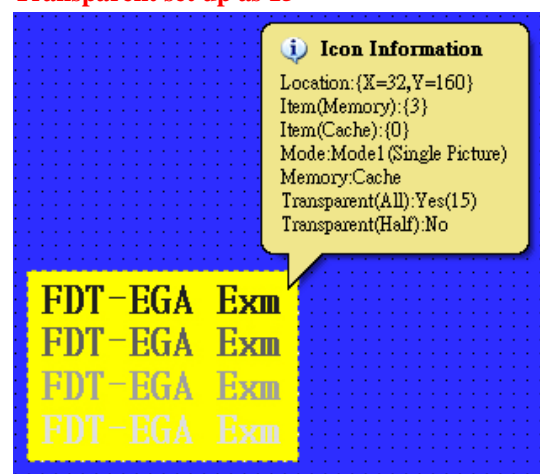 Transparent set up as 15
Icon Information
Location:{X=32,Y=160}
Item(Memory):{3}
Item(Cache):{0}
Mode:Mode1(Single Picture)
Memory:Cache
Transparent(All):Yes(15)
Transparent(Half):No
FDT-EGA Exm
FDT-EGA Exm
FDT-EGA Exm
FDT-EGA Exm